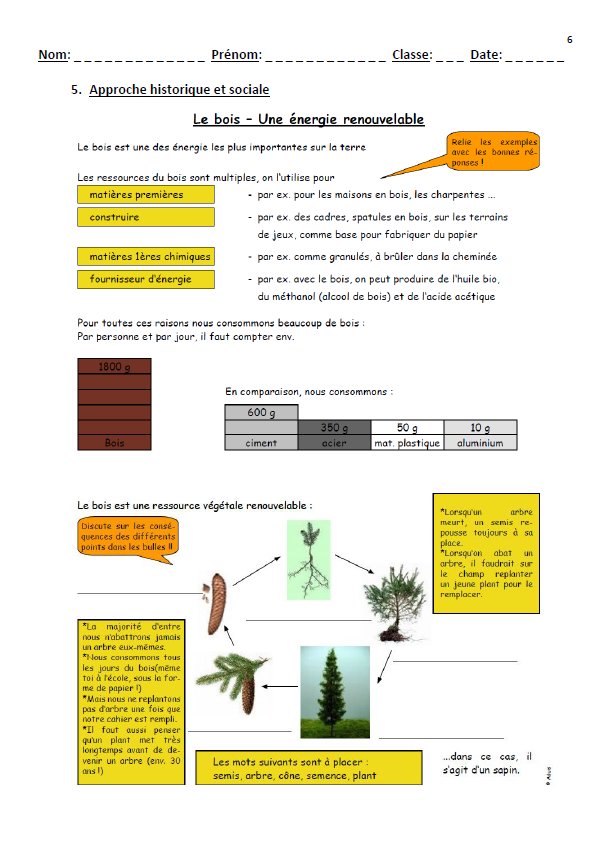 6
Nom: _ _ _ _ _ _ _ _ _ _ _ _ _ Prénom: _ _ _ _ _ _ _ _ _ _ _ _ Classe: _ _ _ Date: _ _ _ _ _ _
5. Approche historique et sociale
Le bois – Une énergie renouvelable
Le bois est une des énergie les plus importantes sur la terre
Relie les exemples
avec les bonnes ré-
ponses !
Les ressources du bois sont multiples, on l'utilise pour
matières premières - par ex. pour les maisons en bois, les charpentes ...
construire - par ex. des cadres, spatules en bois, sur les terrains
de jeux, comme base pour fabriquer du papier
matières 1ères chimiques - par ex. comme granulés, à brûler dans la cheminée
fournisseur d'énergie - par ex. avec le bois, on peut produire de l'huile bio,
du méthanol (alcool de bois) et de l'acide acétique
Pour toutes ces raisons nous consommons beaucoup de bois :
Par personne et par jour, il faut compter env.
1800 g
Bois
En comparaison, nous consommons :
600 g
350 g 50 g 10 g
ciment acier mat. plastique aluminium
Le bois est une ressource végétale renouvelable :
Discute sur les consé-
quences des différents
points dans les bulles !!
*Lorsqu'un arbre
meurt, un semis re-
pousse toujours à sa
place.
*Lorsqu'on abat un
arbre, il faudrait sur
le champ replanter
un jeune plant pour le
remplacer.
*La majorité d'entre
nous n'abattrons jamais
un arbre eux-mêmes.
*Nous consommons tous
les jours du bois(même
toi à l'école, sous la for-
me de papier !)
*Mais nous ne replantons
pas d'arbre une fois que
notre cahier est rempli.
*Il faut aussi penser
qu'un plant met très
longtemps avant de de-
venir un arbre (env. 30
ans !)
Les mots suivants sont à placer :
semis, arbre, cône, semence, plant
...dans ce cas, il
s'agit d'un sapin.